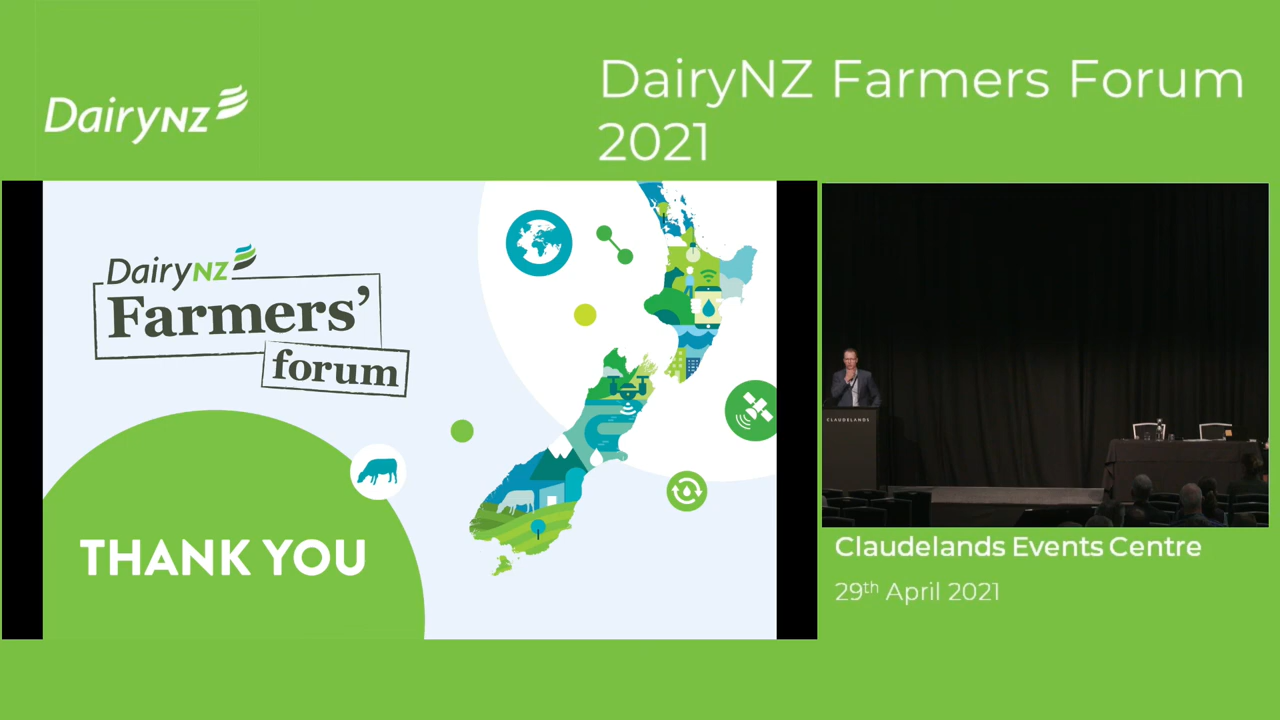 DairyNZ
DairyNZ Farmers Forum
2021
DairyNZ
Farmers’
forum
THANK YOU
CLAUDELANDS
Claudelands Events Centre
29th April 2021